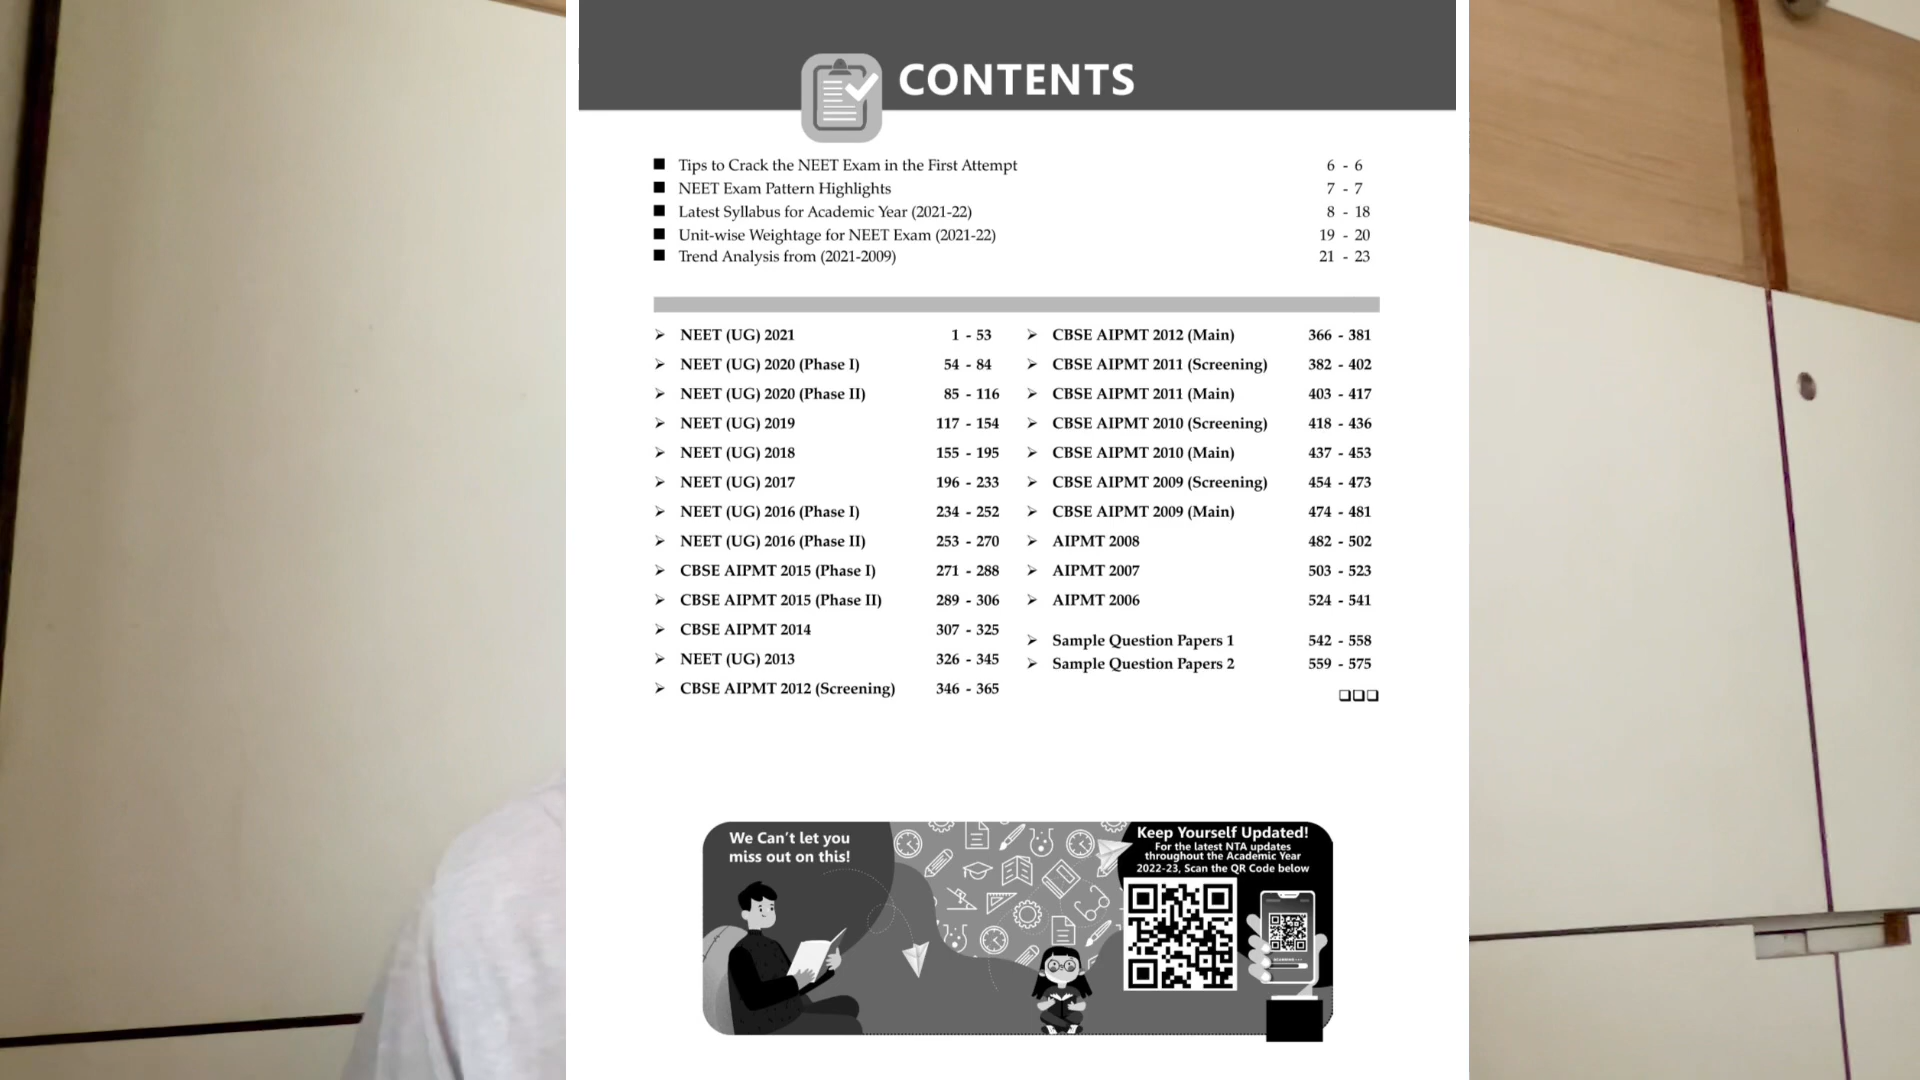 CONTENTS
■ Tips to Crack the NEET Exam in the First Attempt 6 - 6
■ NEET Exam Pattern Highlights 7 - 7
■ Latest Syllabus for Academic Year (2021-22) 8 - 18
■ Unit-wise Weightage for NEET Exam (2021-22) 19 - 20
■ Trend Analysis from (2021-2009) 21 - 23
➢ NEET (UG) 2021 1 - 53
➢ NEET (UG) 2020 (Phase I) 54 - 84
➢ NEET (UG) 2020 (Phase II) 85 - 116
➢ NEET (UG) 2019 117 - 154
➢ NEET (UG) 2018 155 - 195
➢ NEET (UG) 2017 196 - 233
➢ NEET (UG) 2016 (Phase I) 234 - 252
➢ NEET (UG) 2016 (Phase II) 253 - 270
➢ CBSE AIPMT 2015 (Phase I) 271 - 288
➢ CBSE AIPMT 2015 (Phase II) 289 - 306
➢ CBSE AIPMT 2014 307 - 325
➢ NEET (UG) 2013 326 - 345
➢ CBSE AIPMT 2012 (Screening) 346 - 365
➢ CBSE AIPMT 2012 (Main) 366 - 381
➢ CBSE AIPMT 2011 (Screening) 382 - 402
➢ CBSE AIPMT 2011 (Main) 403 - 417
➢ CBSE AIPMT 2010 (Screening) 418 - 436
➢ CBSE AIPMT 2010 (Main) 437 - 453
➢ CBSE AIPMT 2009 (Screening) 454 - 473
➢ CBSE AIPMT 2009 (Main) 474 - 481
➢ AIPMT 2008 482 - 502
➢ AIPMT 2007 503 - 523
➢ AIPMT 2006 524 - 541
➢ Sample Question Papers 1 542 - 558
➢ Sample Question Papers 2 559 - 575
We Can't let you
miss out on this!
Keep Yourself Updated!
For the latest NTA updates
throughout the Academic Year
2022-23, Scan the QR Code below